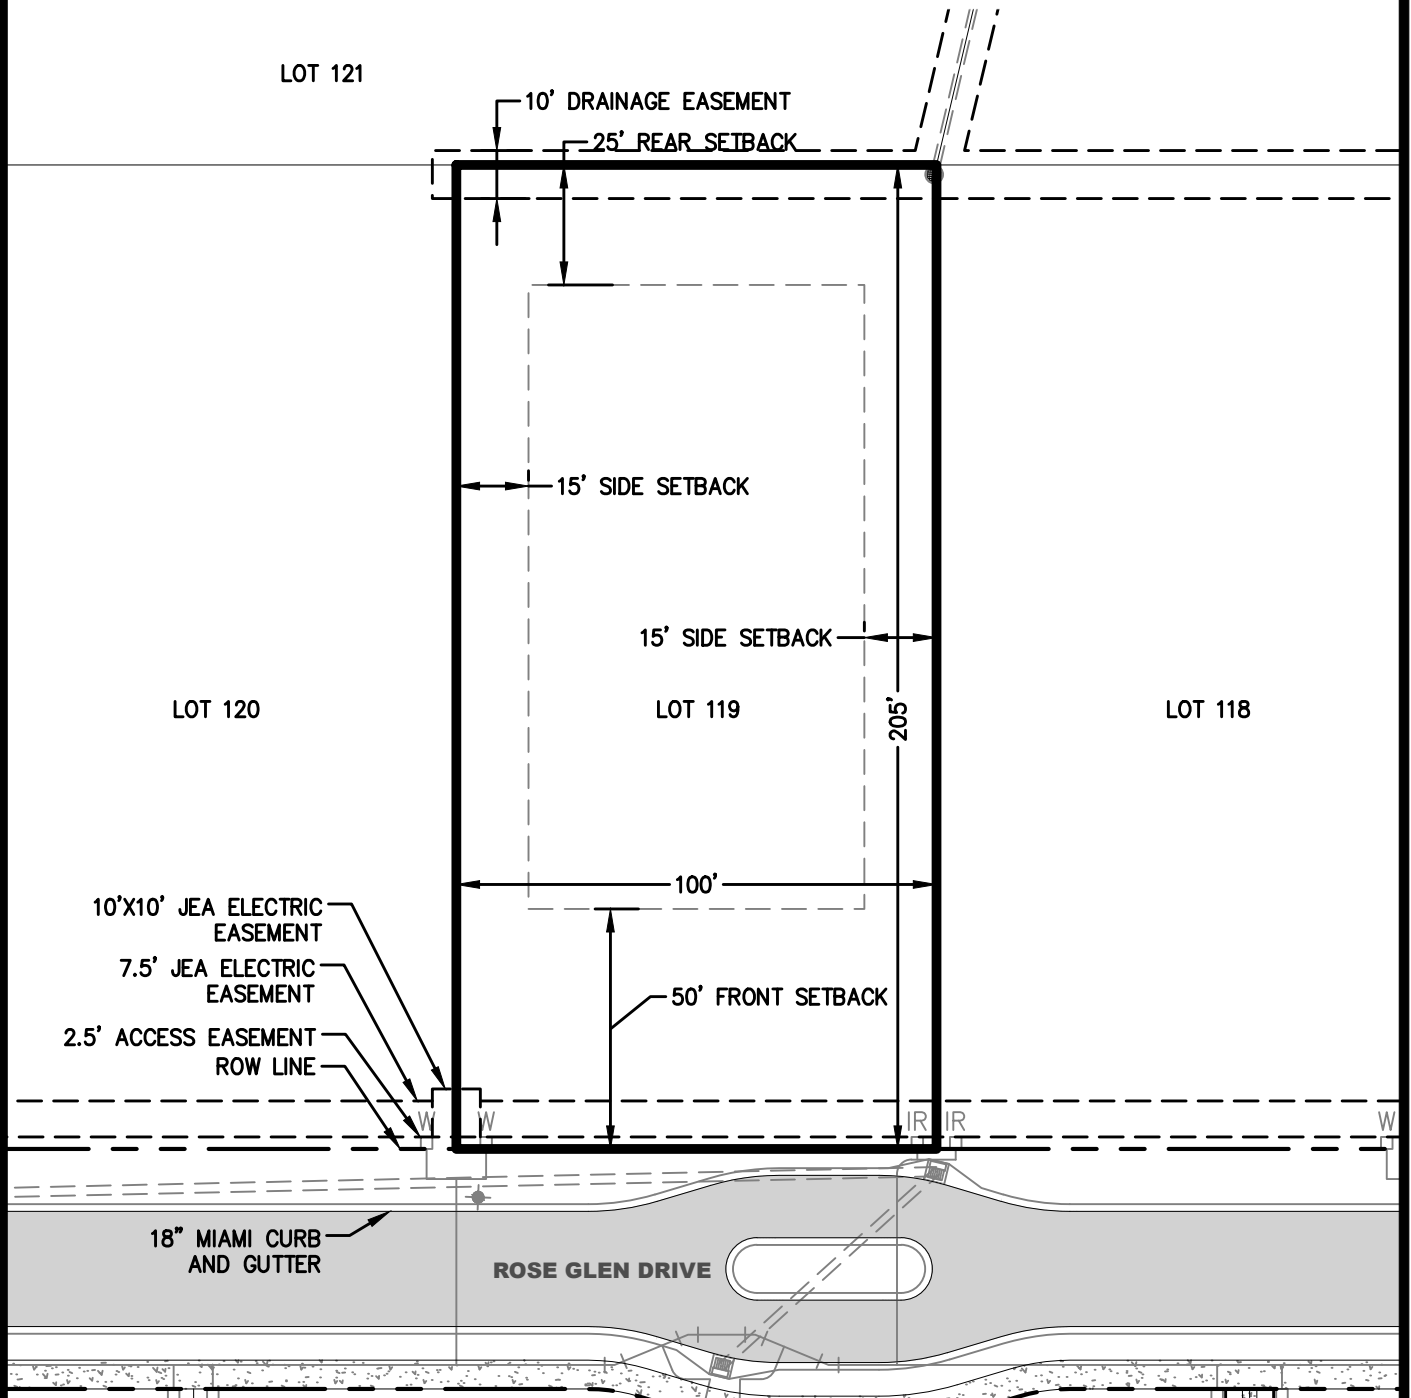 LOT 121
10' DRAINAGE EASEMENT
25' REAR SETBACK
15' SIDE SETBACK
15' SIDE SETBACK
205'
LOT 120
LOT 119
LOT 118
100'
10'X10' JEA ELECTRIC
EASEMENT
7.5' JEA ELECTRIC
EASEMENT
50' FRONT SETBACK
2.5' ACCESS EASEMENT
ROW LINE
W W IR IR W
18" MIAMI CURB
AND GUTTER
ROSE GLEN DRIVE